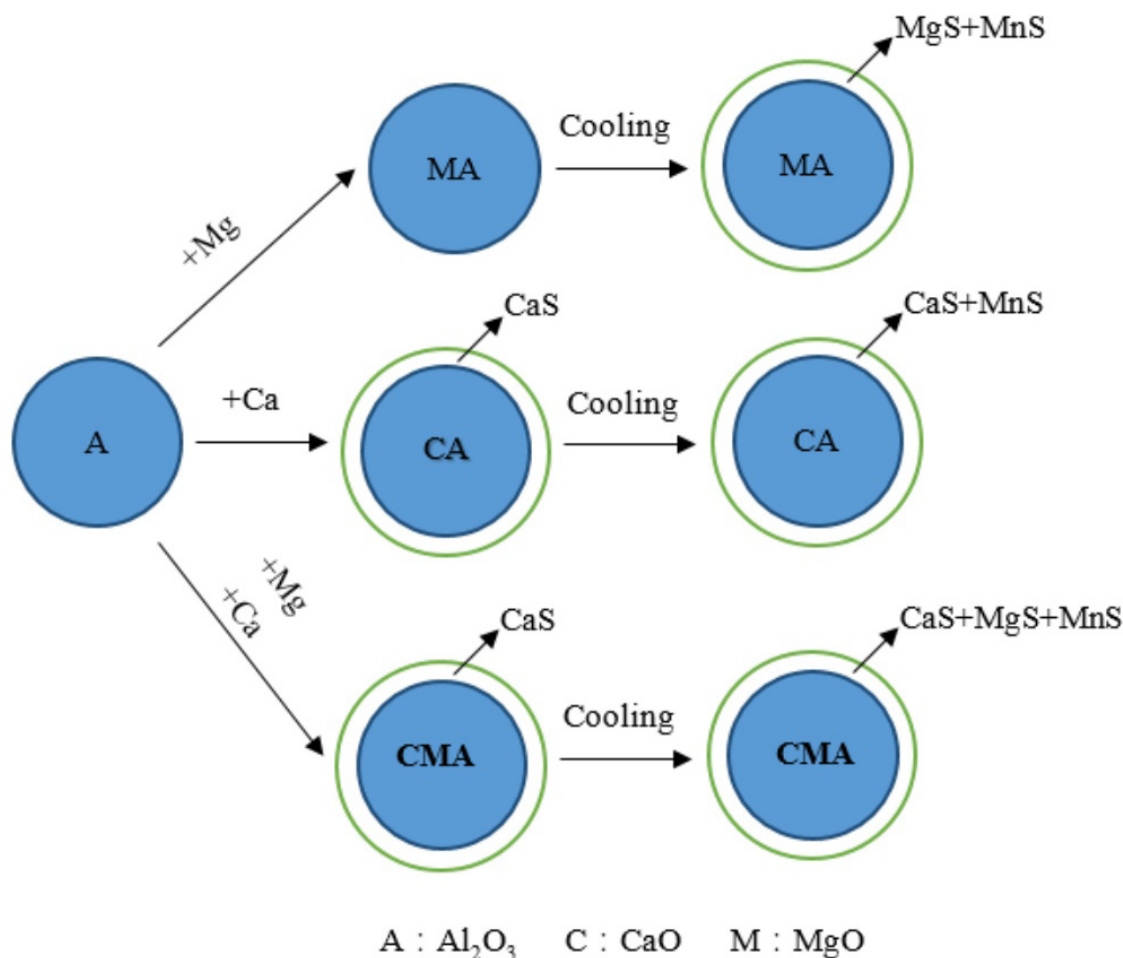 MgS+MnS
MA
Cooling
MA
+Mg
CaS
CaS+MnS
A
+Ca
CA
Cooling
CA
+Mg
+Ca
CaS
CaS+MgS+MnS
CMA
Cooling
CMA
A：Al₂O₃ C：CaO M：MgO